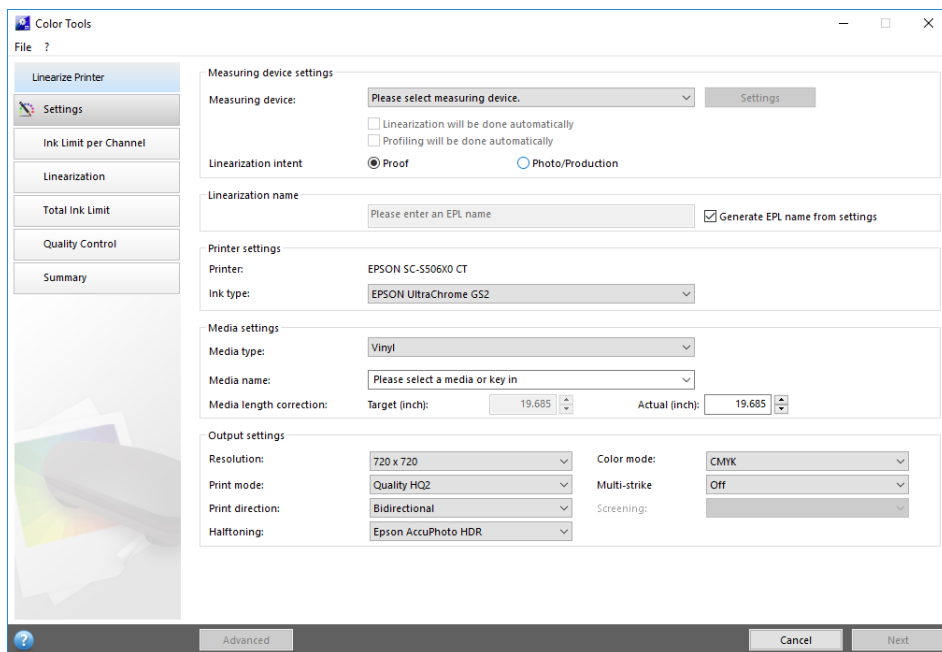 Color Tools
File ?
Linearize Printer
Settings
Ink Limit per Channel
Linearization
Total Ink Limit
Quality Control
Summary
Measuring device settings
Measuring device: Please select measuring device. Settings
Linearization will be done automatically
Profiling will be done automatically
Linearization intent Proof Photo/Production
Linearization name
Please enter an EPL name Generate EPL name from settings
Printer settings
Printer: EPSON SC-S506X0 CT
Ink type: EPSON UltraChrome GS2
Media settings
Media type: Vinyl
Media name: Please select a media or key in
Media length correction: Target (inch): 19.685 Actual (inch): 19.685
Output settings
Resolution: 720 x 720 Color mode: CMYK
Print mode: Quality HQ2 Multi-strike Off
Print direction: Bidirectional Screening:
Halftoning: Epson AccuPhoto HDR
? Advanced Cancel Next